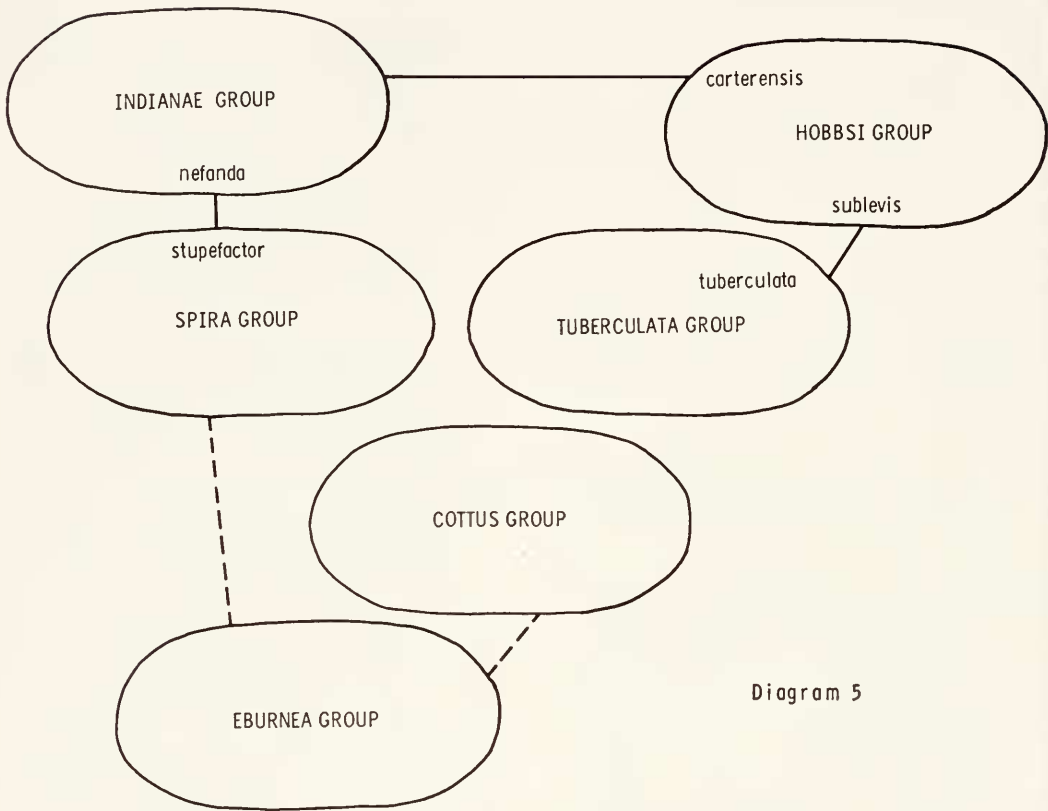 INDIANAE GROUP
nefanda
carterensis
HOBBSI GROUP
sublevis
stupefactor
SPIRA GROUP
tuberculata
TUBERCULATA GROUP
COTTUS GROUP
EBURNEA GROUP
Diagram 5